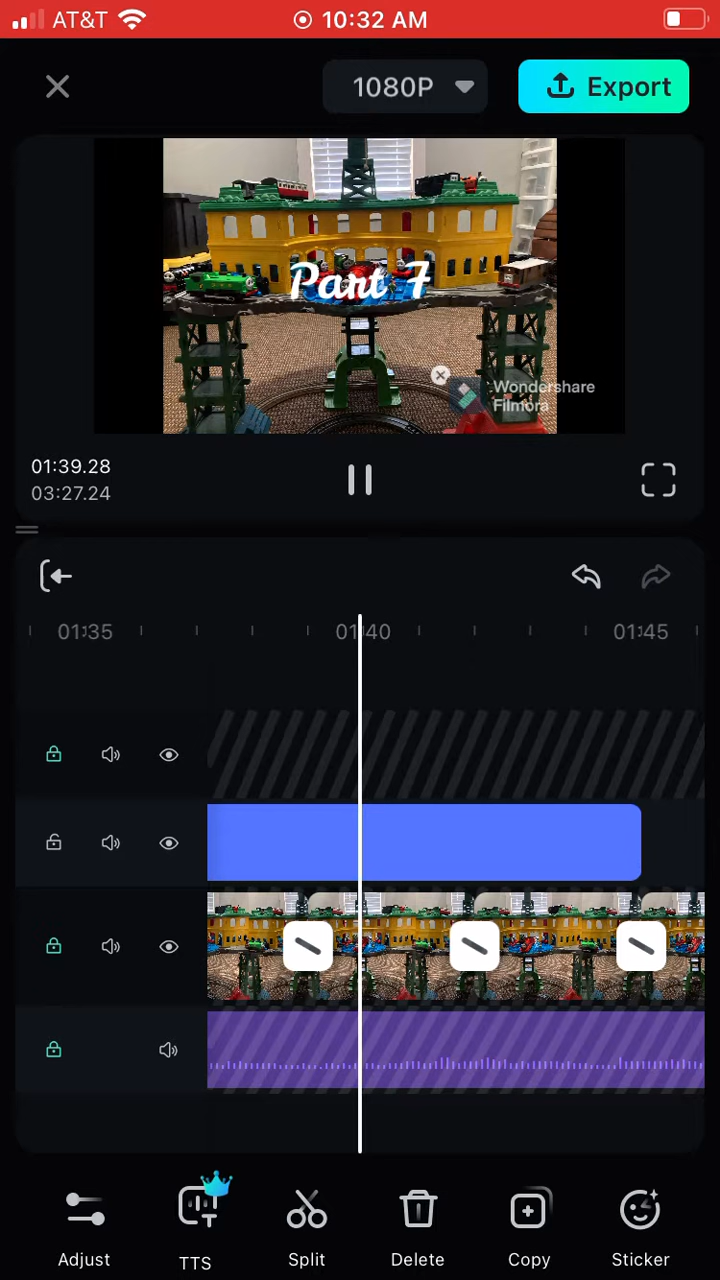 AT&T
10:32 AM
1080P
Export
Part 7
Wondershare
Filmora
01:39.28
03:27.24
01:35
01:40
01:45
Adjust
TTS
Split
Delete
Copy
Sticker